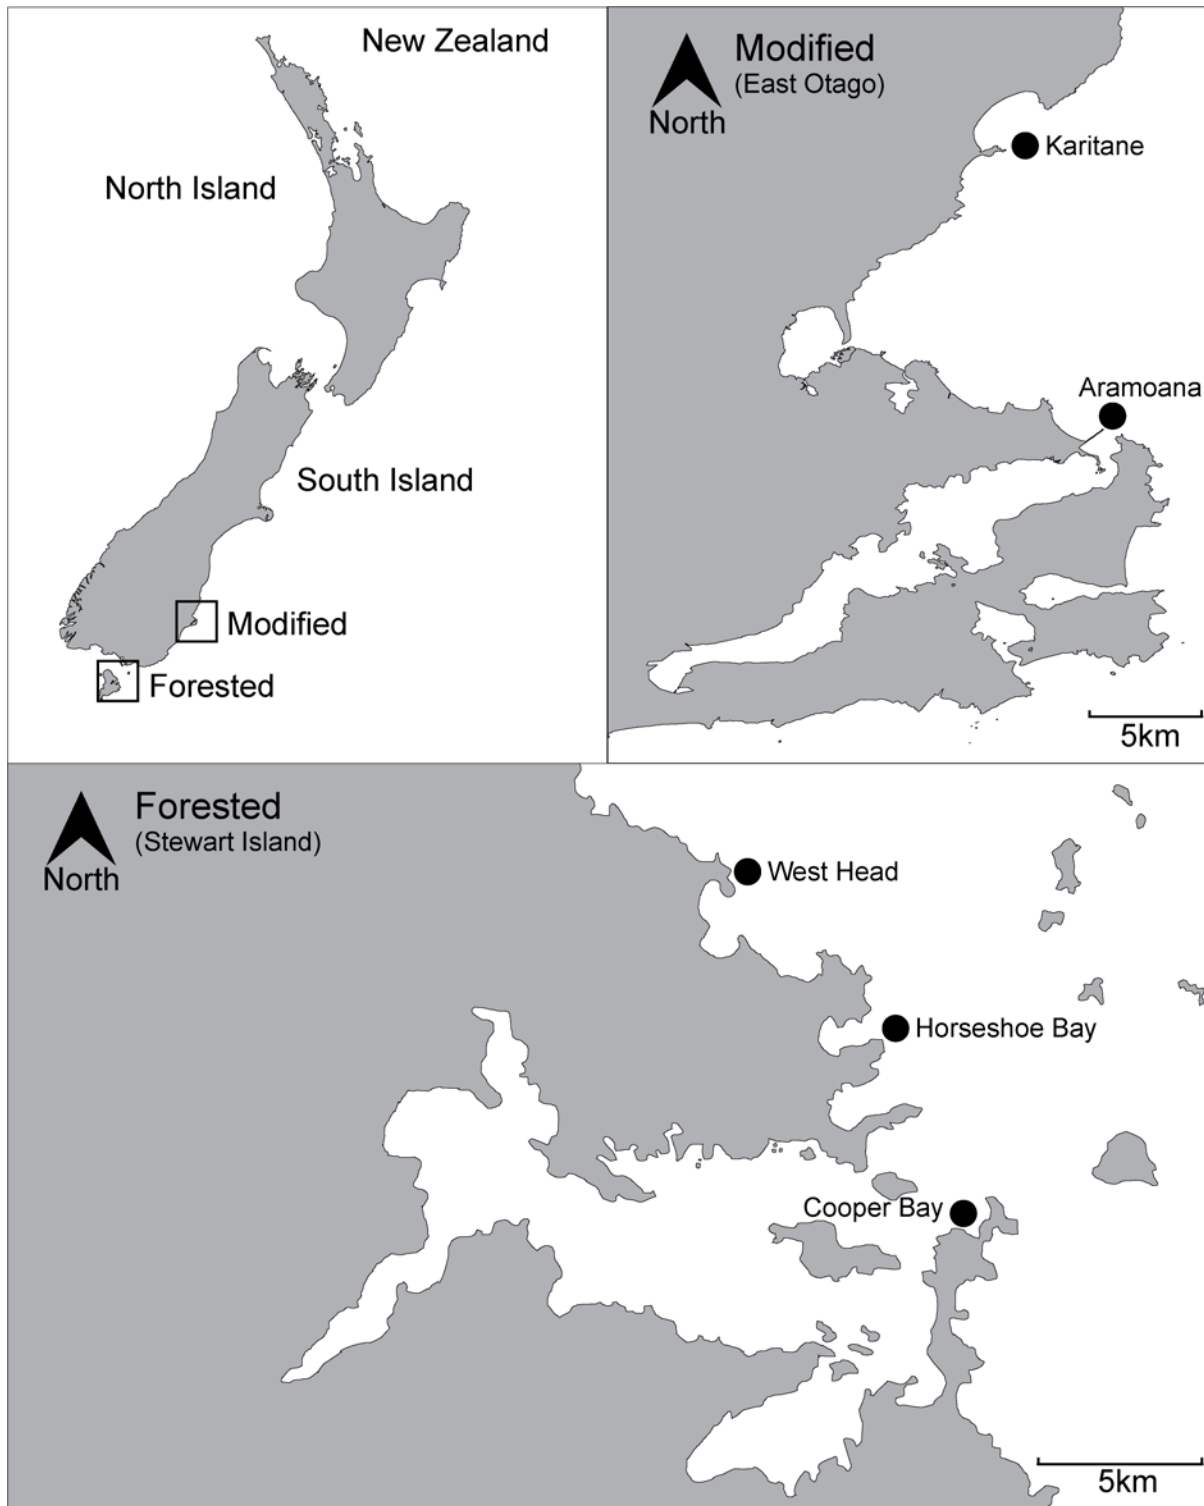 New Zealand
North Island
South Island
Modified
Forested
Modified
(East Otago)
North
Karitane
Aramoana
5km
Forested
(Stewart Island)
North
West Head
Horseshoe Bay
Cooper Bay
5km